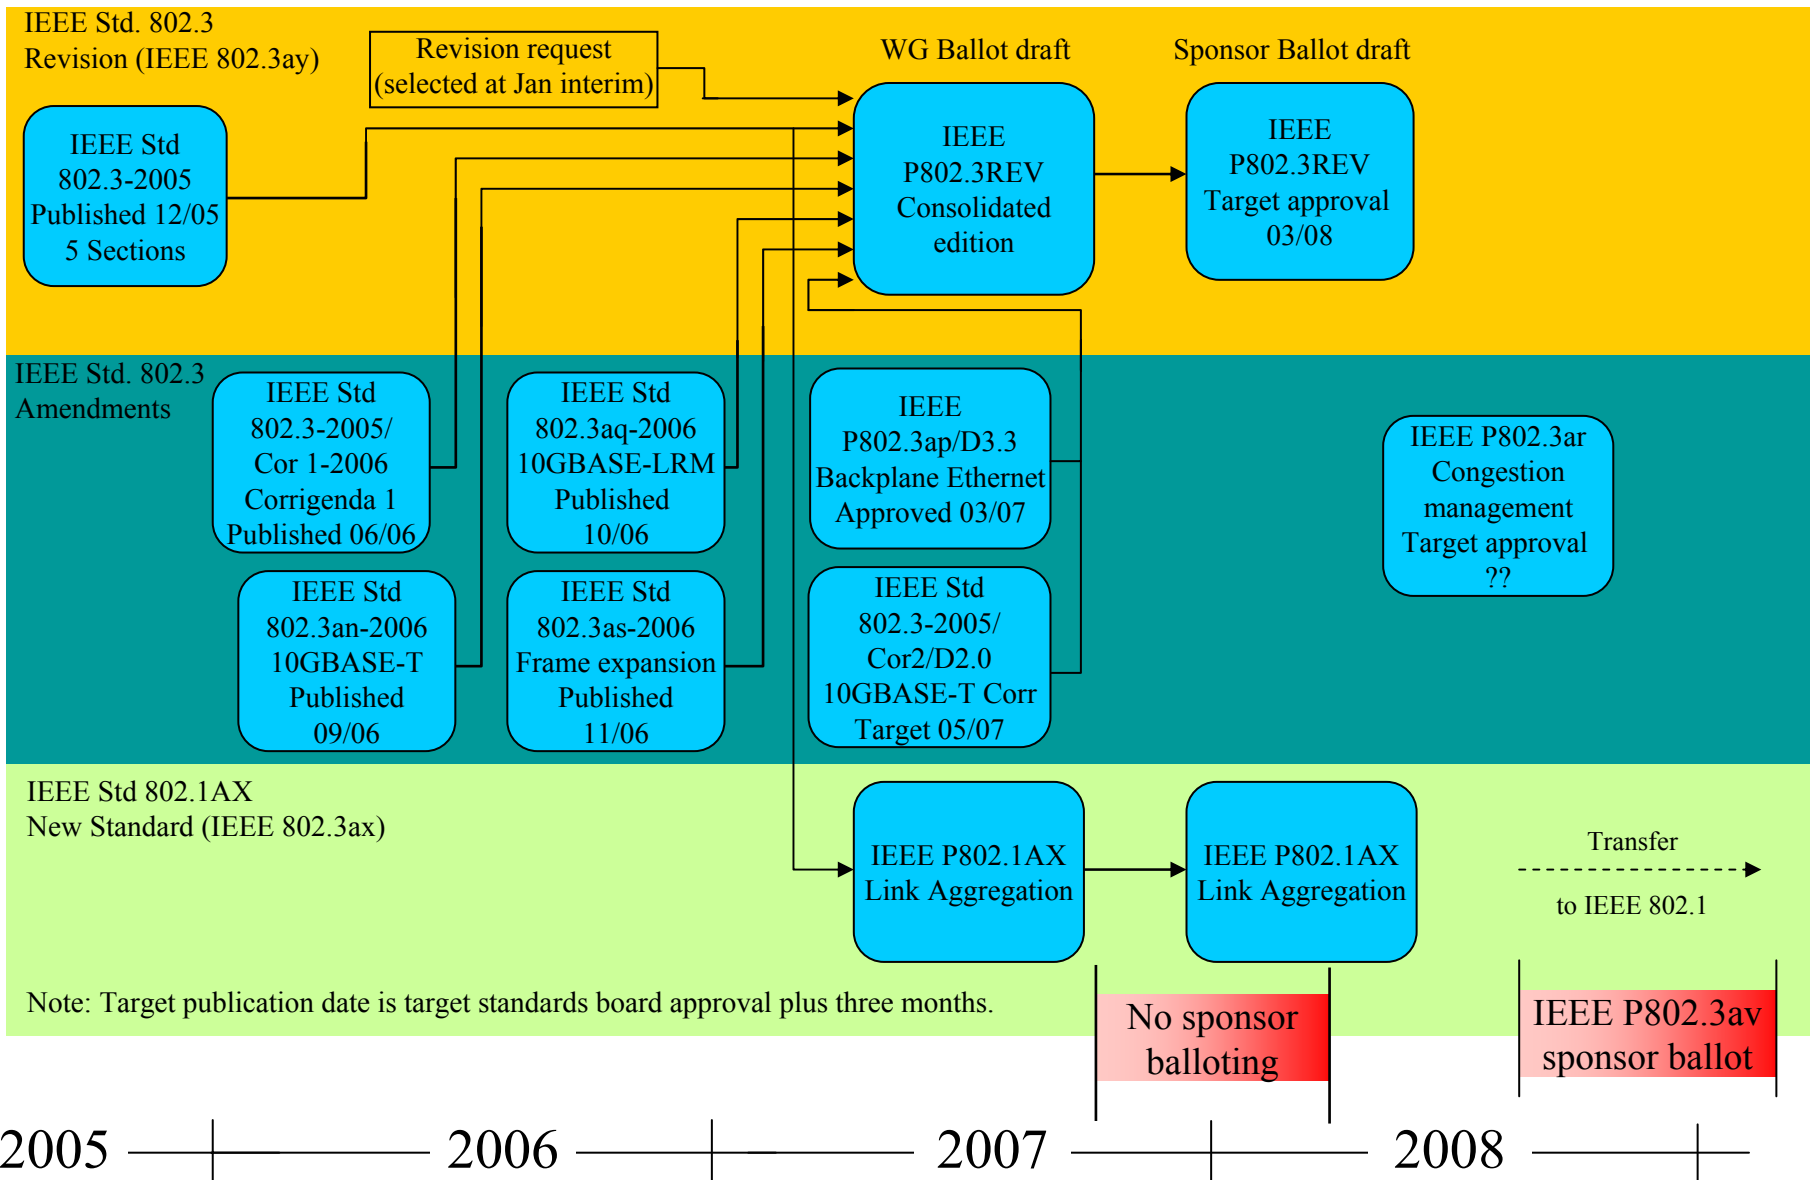 IEEE Std. 802.3
Revision (IEEE 802.3ay)
Revision request
(selected at Jan interim)
WG Ballot draft
Sponsor Ballot draft
IEEE Std
802.3-2005
Published 12/05
5 Sections
IEEE
P802.3REV
Consolidated
edition
IEEE
P802.3REV
Target approval
03/08
IEEE Std. 802.3
Amendments
IEEE Std
802.3-2005/
Cor 1-2006
Corrigenda 1
Published 06/06
IEEE Std
802.3aq-2006
10GBASE-LRM
Published
10/06
IEEE
P802.3ap/D3.3
Backplane Ethernet
Approved 03/07
IEEE P802.3ar
Congestion
management
Target approval
??
IEEE Std
802.3an-2006
10GBASE-T
Published
09/06
IEEE Std
802.3as-2006
Frame expansion
Published
11/06
IEEE Std
802.3-2005/
Cor2/D2.0
10GBASE-T Corr
Target 05/07
IEEE Std 802.1AX
New Standard (IEEE 802.3ax)
IEEE P802.1AX
Link Aggregation
IEEE P802.1AX
Link Aggregation
Transfer
to IEEE 802.1
Note: Target publication date is target standards board approval plus three months.
No sponsor
balloting
IEEE P802.3av
sponsor ballot
2005
2006
2007
2008